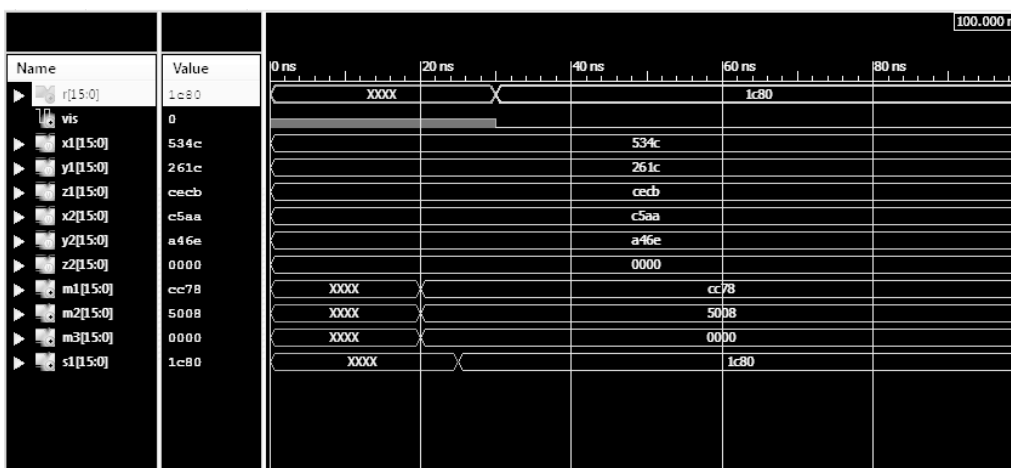 100.000 n
Name Value 0 ns 20 ns 40 ns 60 ns 80 ns
r[15:0] 1c80 XXXX 1c80
vis 0
x1[15:0] 534c 534c
y1[15:0] 261c 261c
z1[15:0] cecb cecb
x2[15:0] c5aa c5aa
y2[15:0] a46e a46e
z2[15:0] 0000 0000
m1[15:0] cc78 XXXX cc78
m2[15:0] 5008 XXXX 5008
m3[15:0] 0000 XXXX 0000
s1[15:0] 1c80 XXXX 1c80